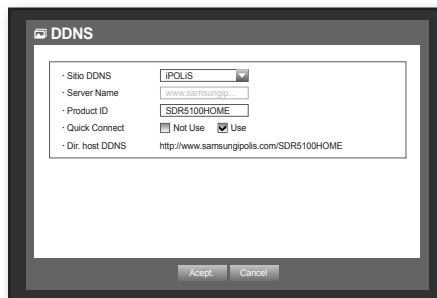 DDNS
· Sitio DDNS iPOLiS
· Server Name www.samsungip...
· Product ID SDR5100HOME
· Quick Connect Not Use Use
· Dir. host DDNS http://www.samsungipolis.com/SDR5100HOME
Acept. Cancel